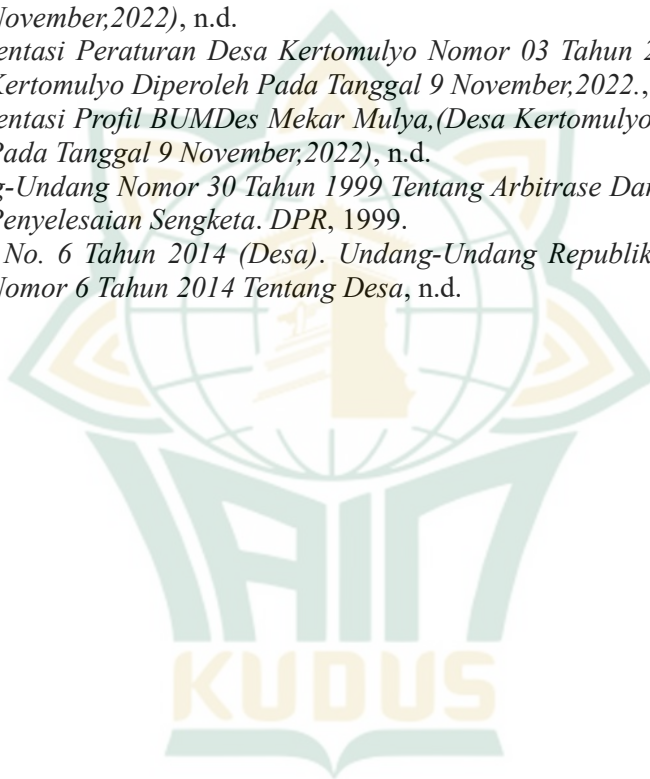 November,2022), n.d.
entasi Peraturan Desa Kertomulyo Nomor 03 Tahun 2
Kertomulyo Diperoleh Pada Tanggal 9 November,2022.,
entasi Profil BUMDes Mekar Mulya,(Desa Kertomulyo
Pada Tanggal 9 November,2022), n.d.
g-Undang Nomor 30 Tahun 1999 Tentang Arbitrase Dan
Penyelesaian Sengketa. DPR, 1999.
No. 6 Tahun 2014 (Desa). Undang-Undang Republik
Nomor 6 Tahun 2014 Tentang Desa, n.d.
IAIN
KUDUS